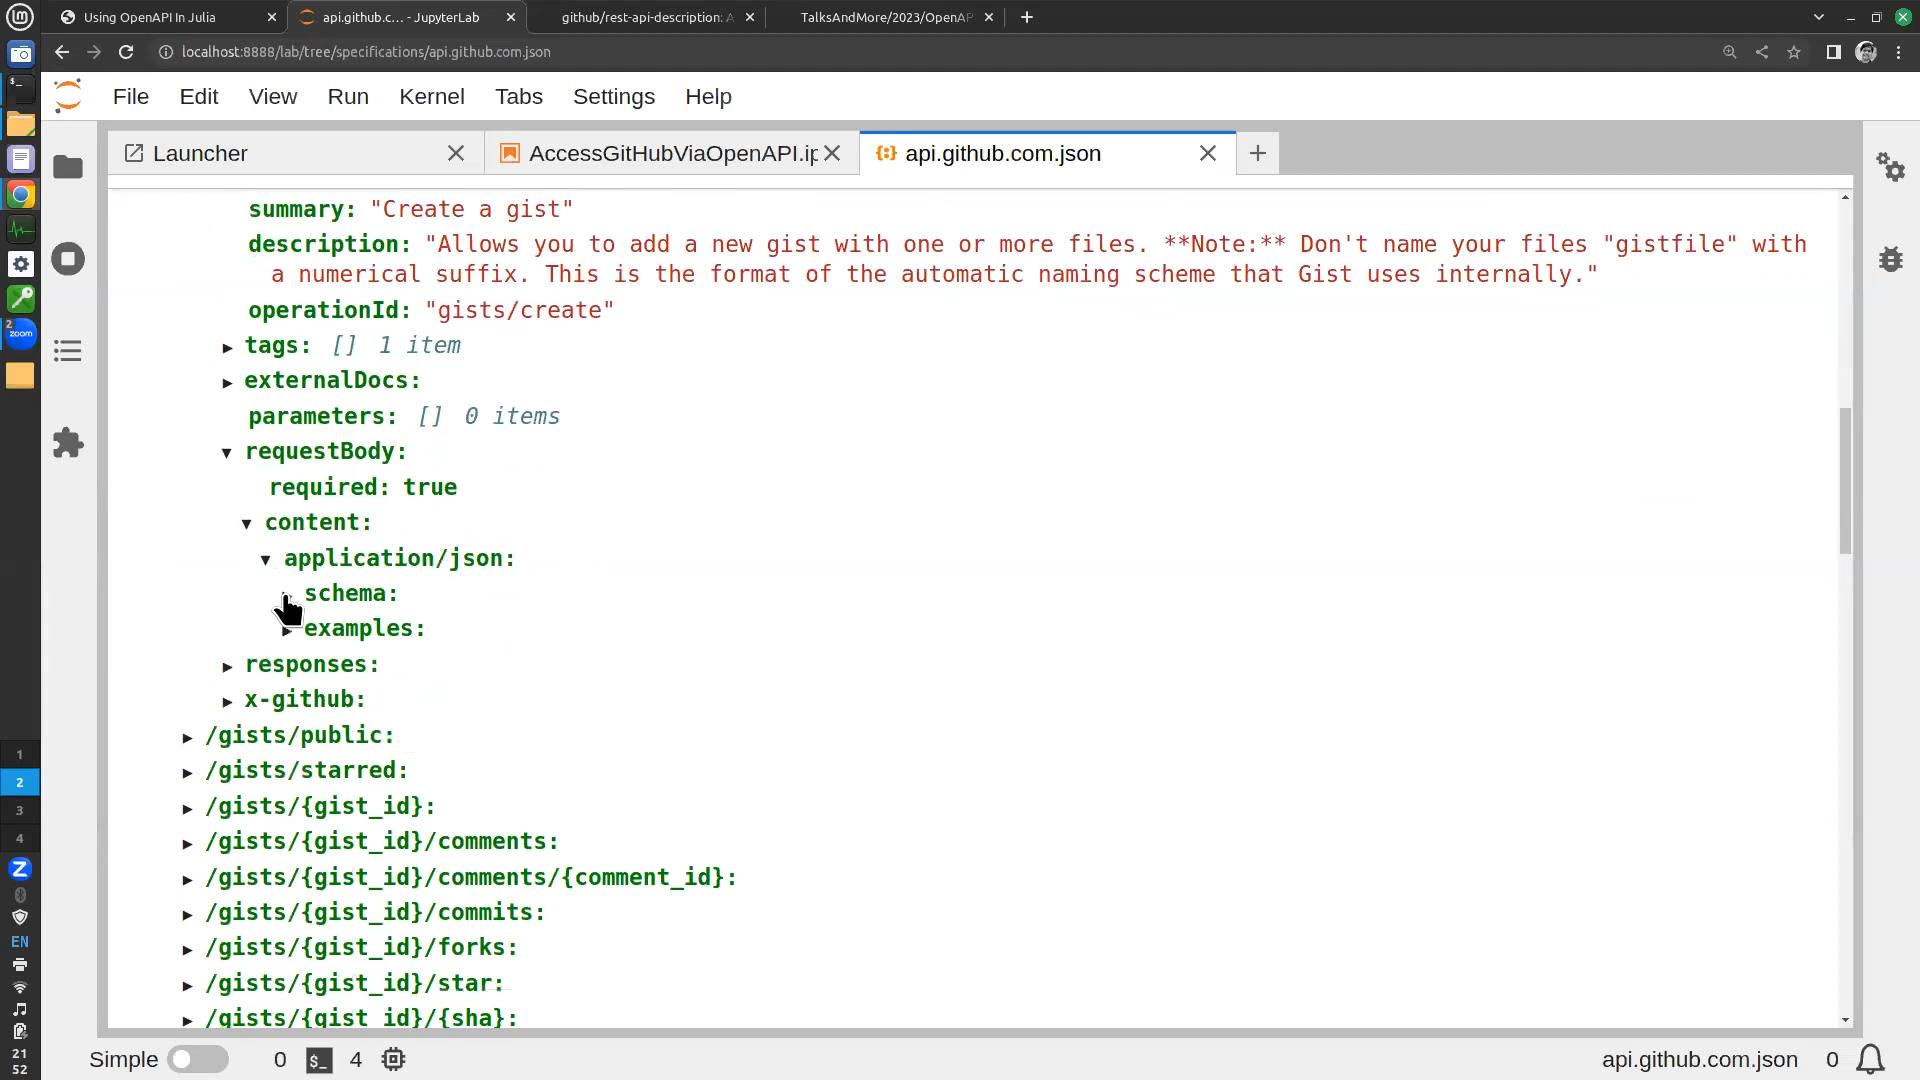 Using OpenAPI In Julia
api.github.c... - JupyterLab
github/rest-api-description: A
TalksAndMore/2023/OpenAP
localhost:8888/lab/tree/specifications/api.github.com.json
File Edit View Run Kernel Tabs Settings Help
Launcher
AccessGitHubViaOpenAPI.ip
{:} api.github.com.json
summary: "Create a gist"
description: "Allows you to add a new gist with one or more files. **Note:** Don't name your files "gistfile" with
a numerical suffix. This is the format of the automatic naming scheme that Gist uses internally."
operationId: "gists/create"
tags: [] 1 item
externalDocs:
parameters: [] 0 items
requestBody:
required: true
content:
application/json:
schema:
examples:
responses:
x-github:
/gists/public:
/gists/starred:
/gists/{gist_id}:
/gists/{gist_id}/comments:
/gists/{gist_id}/comments/{comment_id}:
/gists/{gist_id}/commits:
/gists/{gist_id}/forks:
/gists/{gist_id}/star:
/gists/{gist_id}/{sha}:
Simple 0 $_ 4
api.github.com.json 0
2
zoom
1
2
3
4
Z
EN
21
52